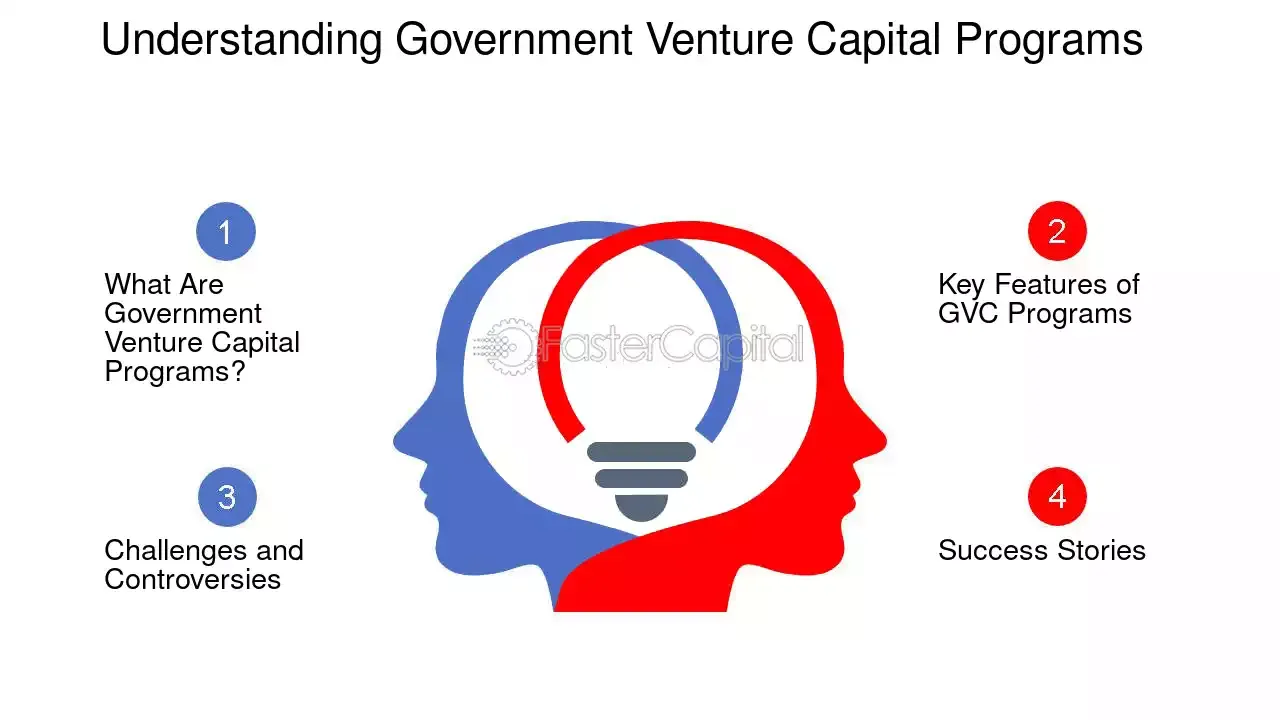 Understanding Government Venture Capital Programs
1
What Are
Government
Venture Capital
Programs?
2
Key Features of
GVC Programs
FasterCapital
3
Challenges and
Controversies
4
Success Stories